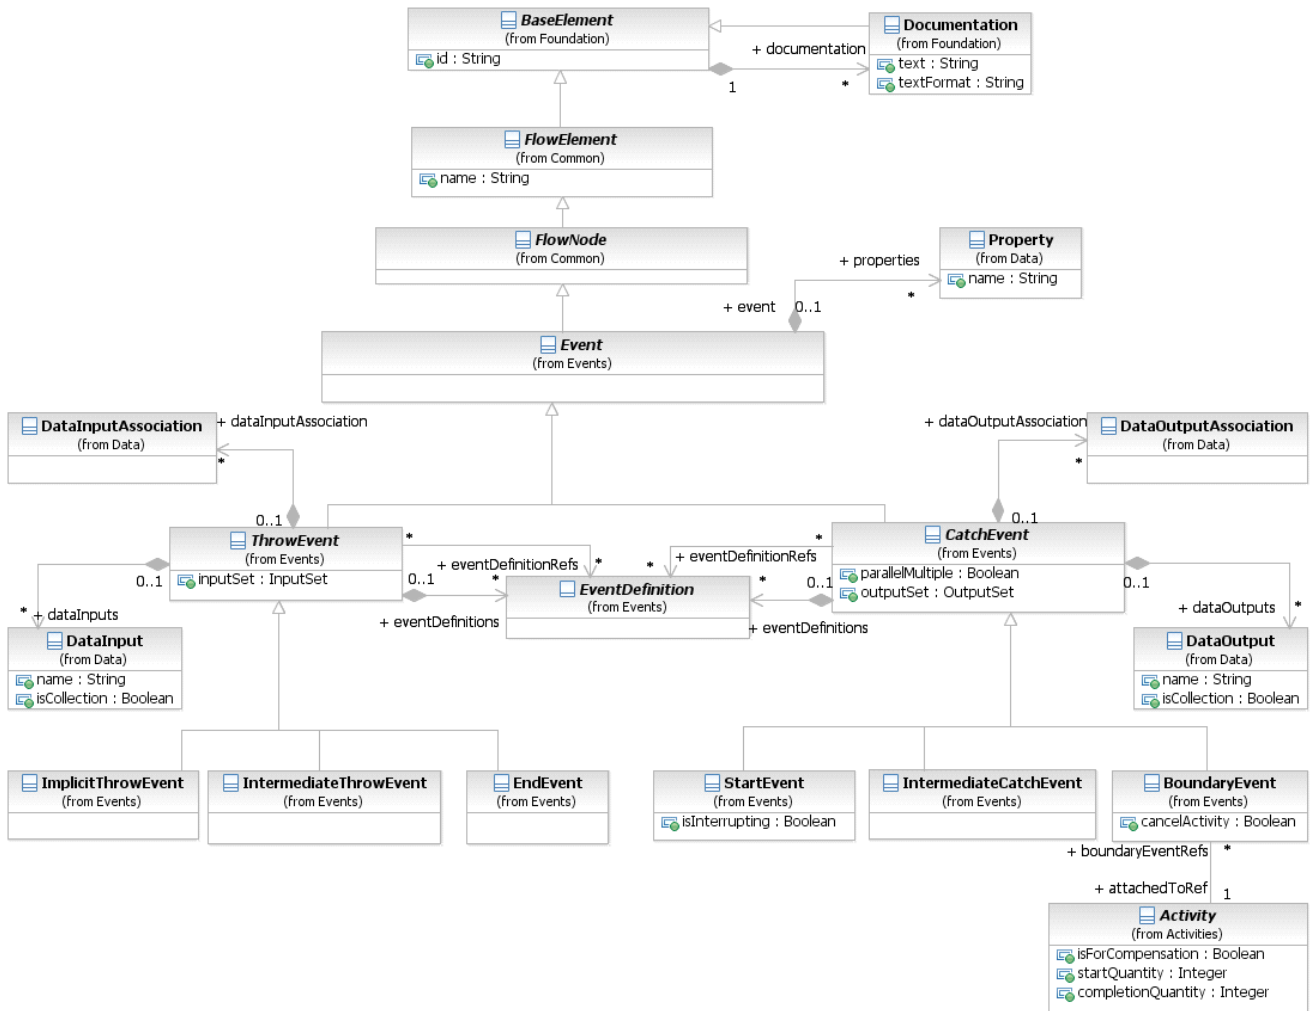 BaseElement
(from Foundation)
id : String
Documentation
(from Foundation)
text : String
textFormat : String
+ documentation
1
*
FlowElement
(from Common)
name : String
FlowNode
(from Common)
Property
(from Data)
name : String
+ properties
*
+ event
0..1
Event
(from Events)
DataInputAssociation
(from Data)
+ dataInputAssociation
*
0..1
+ dataOutputAssociation
*
0..1
DataOutputAssociation
(from Data)
ThrowEvent
(from Events)
inputSet : InputSet
*
+ eventDefinitionRefs
*
0..1
*
+ eventDefinitions
0..1
*
+ dataInputs
EventDefinition
(from Events)
CatchEvent
(from Events)
parallelMultiple : Boolean
outputSet : OutputSet
*
+ eventDefinitionRefs
*
0..1
*
+ eventDefinitions
0..1
+ dataOutputs
*
DataInput
(from Data)
name : String
isCollection : Boolean
DataOutput
(from Data)
name : String
isCollection : Boolean
ImplicitThrowEvent
(from Events)
IntermediateThrowEvent
(from Events)
EndEvent
(from Events)
StartEvent
(from Events)
isInterrupting : Boolean
IntermediateCatchEvent
(from Events)
BoundaryEvent
(from Events)
cancelActivity : Boolean
+ boundaryEventRefs
*
+ attachedToRef
1
Activity
(from Activities)
isForCompensation : Boolean
startQuantity : Integer
completionQuantity : Integer